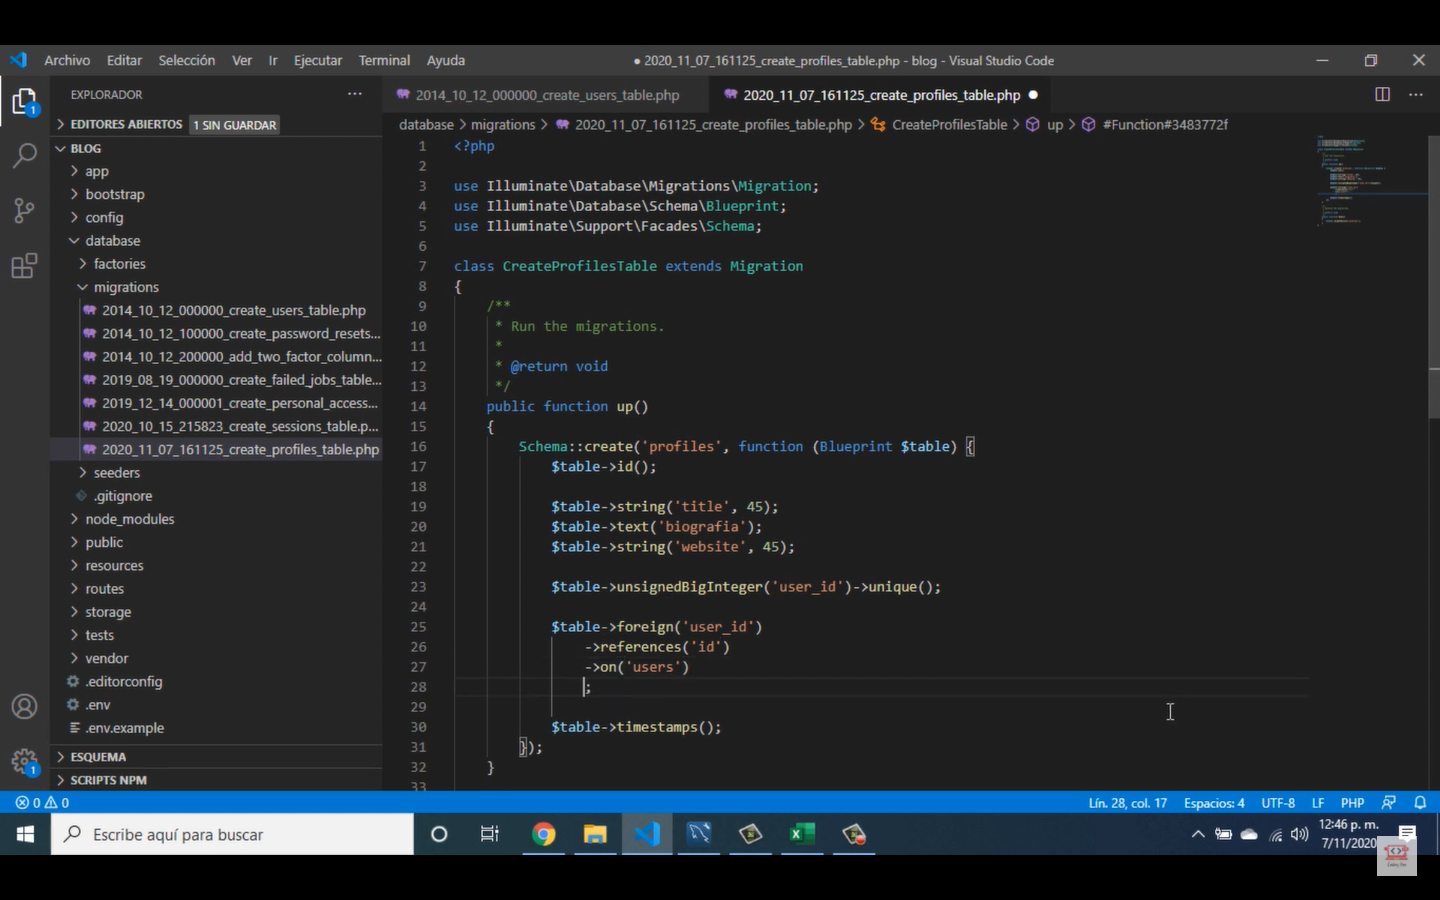 Archivo Editar Selección Ver Ir Ejecutar Terminal Ayuda
● 2020_11_07_161125_create_profiles_table.php - blog - Visual Studio Code
EXPLORADOR
2014_10_12_000000_create_users_table.php
2020_11_07_161125_create_profiles_table.php ●
EDITORES ABIERTOS 1 SIN GUARDAR
database > migrations > 2020_11_07_161125_create_profiles_table.php > CreateProfilesTable > up > #Function#3483772f
BLOG
app
bootstrap
config
database
factories
migrations
2014_10_12_000000_create_users_table.php
2014_10_12_100000_create_password_resets...
2014_10_12_200000_add_two_factor_column...
2019_08_19_000000_create_failed_jobs_table...
2019_12_14_000001_create_personal_access...
2020_10_15_215823_create_sessions_table.p...
2020_11_07_161125_create_profiles_table.php
seeders
.gitignore
node_modules
public
resources
routes
storage
tests
vendor
.editorconfig
.env
.env.example
ESQUEMA
SCRIPTS NPM
1 <?php
2
3 use Illuminate\Database\Migrations\Migration;
4 use Illuminate\Database\Schema\Blueprint;
5 use Illuminate\Support\Facades\Schema;
6
7 class CreateProfilesTable extends Migration
8 {
9 /**
10 * Run the migrations.
11 *
12 * @return void
13 */
14 public function up()
15 {
16 Schema::create('profiles', function (Blueprint $table) {
17 $table->id();
18
19 $table->string('title', 45);
20 $table->text('biografia');
21 $table->string('website', 45);
22
23 $table->unsignedBigInteger('user_id')->unique();
24
25 $table->foreign('user_id')
26 ->references('id')
27 ->on('users')
28 ;
29
30 $table->timestamps();
31 });
32 }
33
0 0
Lín. 28, col. 17 Espacios: 4 UTF-8 LF PHP
Escribe aquí para buscar
12:46 p. m.
7/11/2020